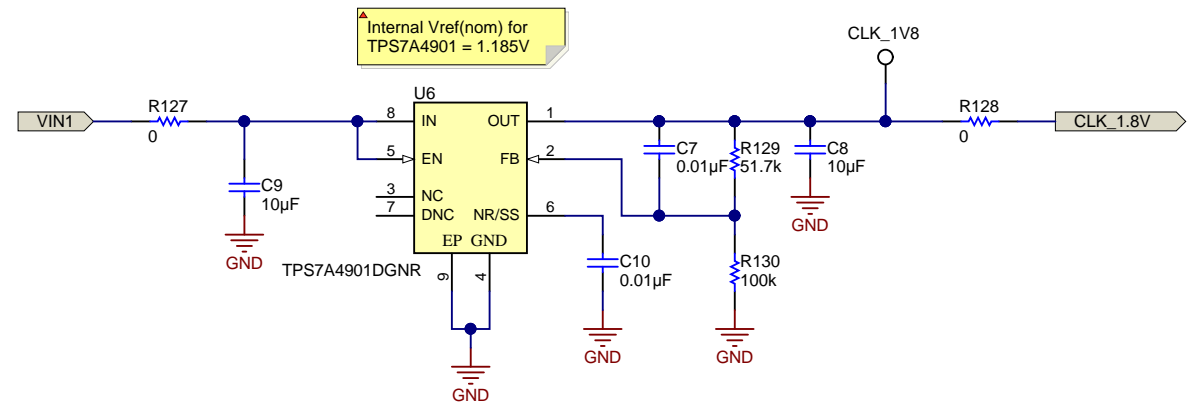 Internal Vref(nom) for
TPS7A4901 = 1.185V
CLK_1V8
VIN1
R127
0
U6
8
IN
OUT
1
R128
0
CLK_1.8V
5
EN
FB
2
C7
0.01µF
R129
51.7k
C8
10µF
C9
10µF
3
NC
7
DNC
NR/SS
6
GND
EP
GND
GND
TPS7A4901DGNR
9
4
C10
0.01µF
R130
100k
GND
GND
GND